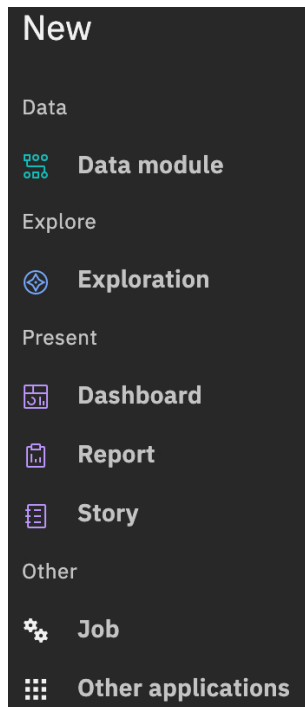 New
Data
Data module
Explore
Exploration
Present
Dashboard
Report
Story
Other
Job
Other applications